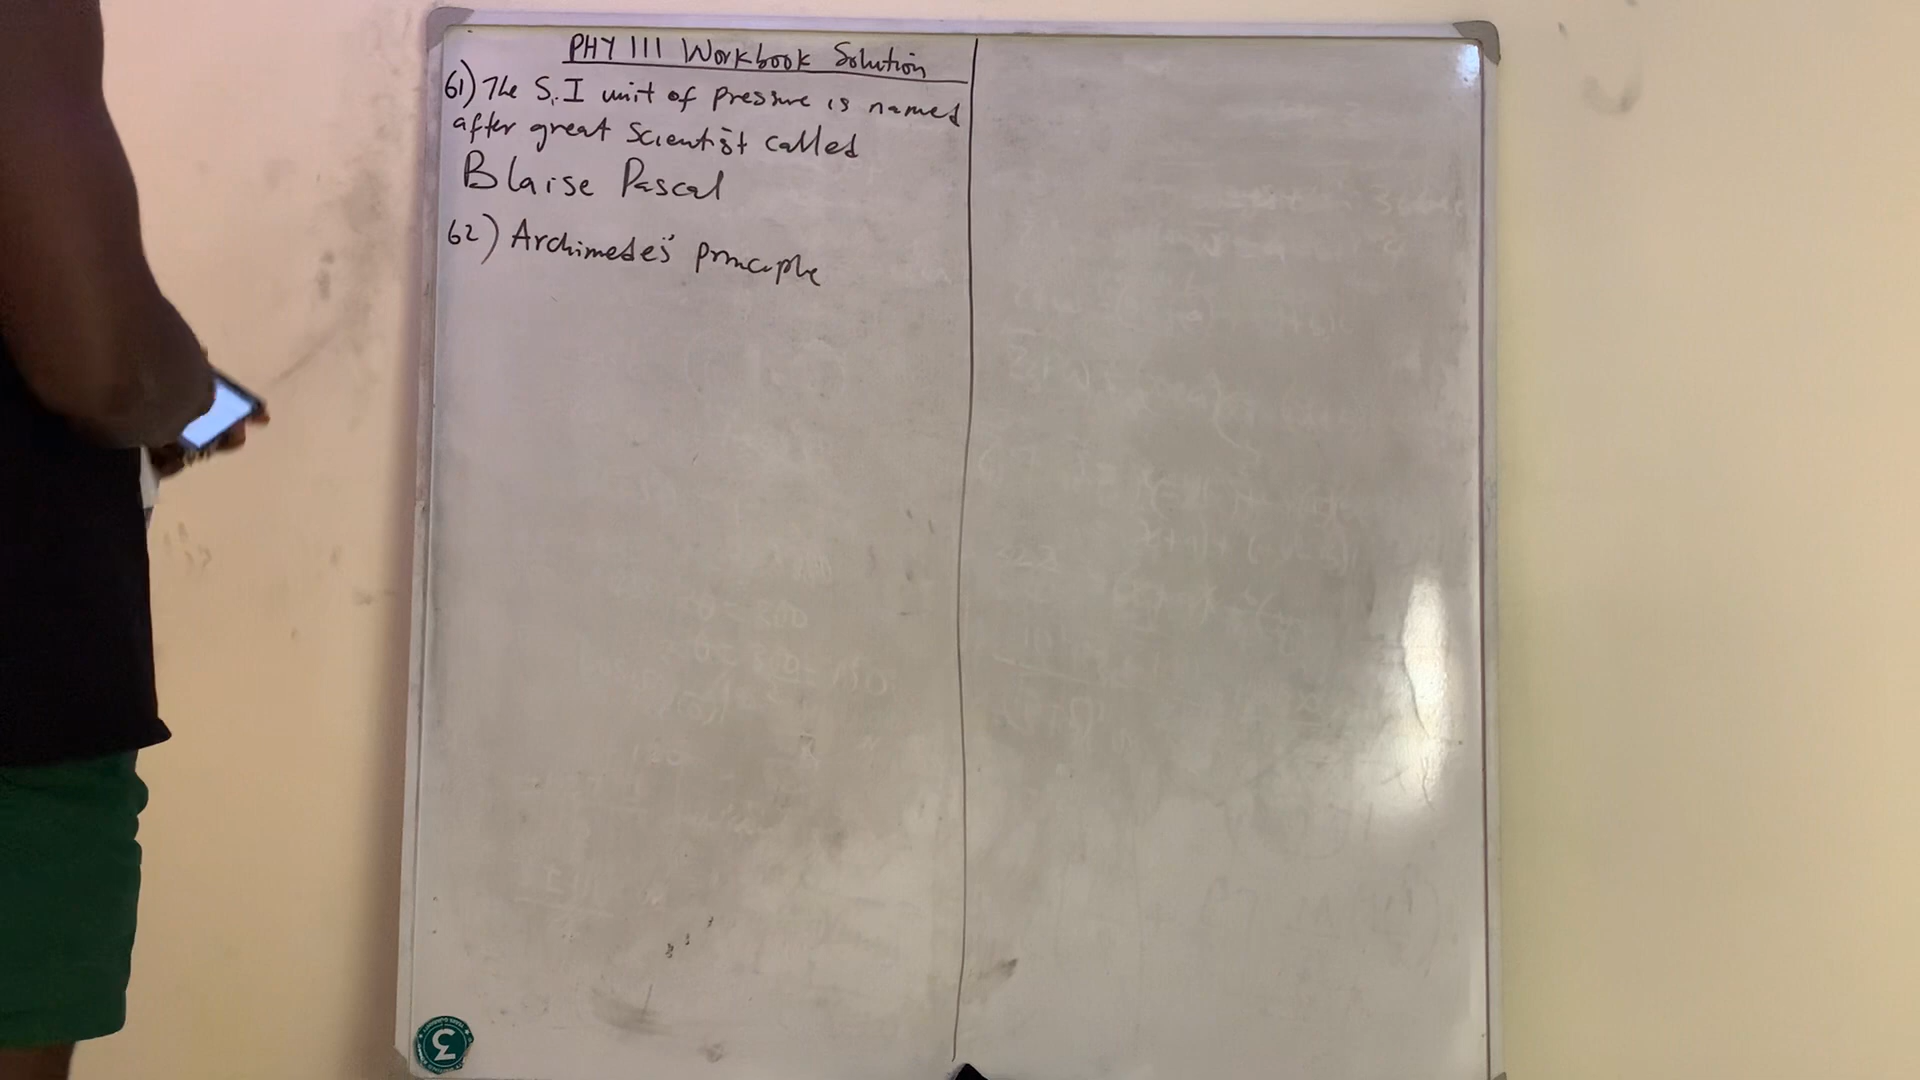 PHY 111 Workbook Solution
61) The S.I unit of pressure is named
after great Scientist called
Blaise Pascal
62) Archimedes' principle